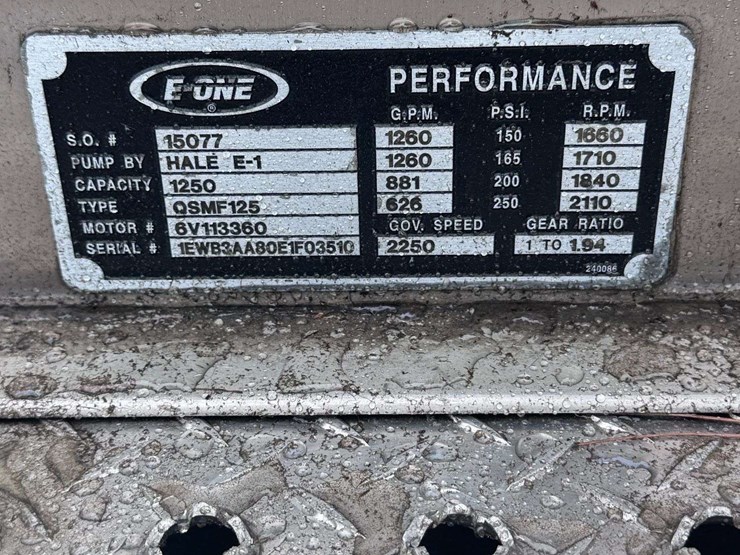 E-ONE ®
PERFORMANCE
G.P.M. P.S.I. R.P.M.
S.O. # 15077 1260 150 1660
PUMP BY HALE E-1 1260 165 1710
CAPACITY 1250 881 200 1840
TYPE QSMF125 626 250 2110
MOTOR # 6V113360 GOV. SPEED GEAR RATIO
SERIAL # 1EWB3AA80E1F03510 2250 1 TO 1.94
240086